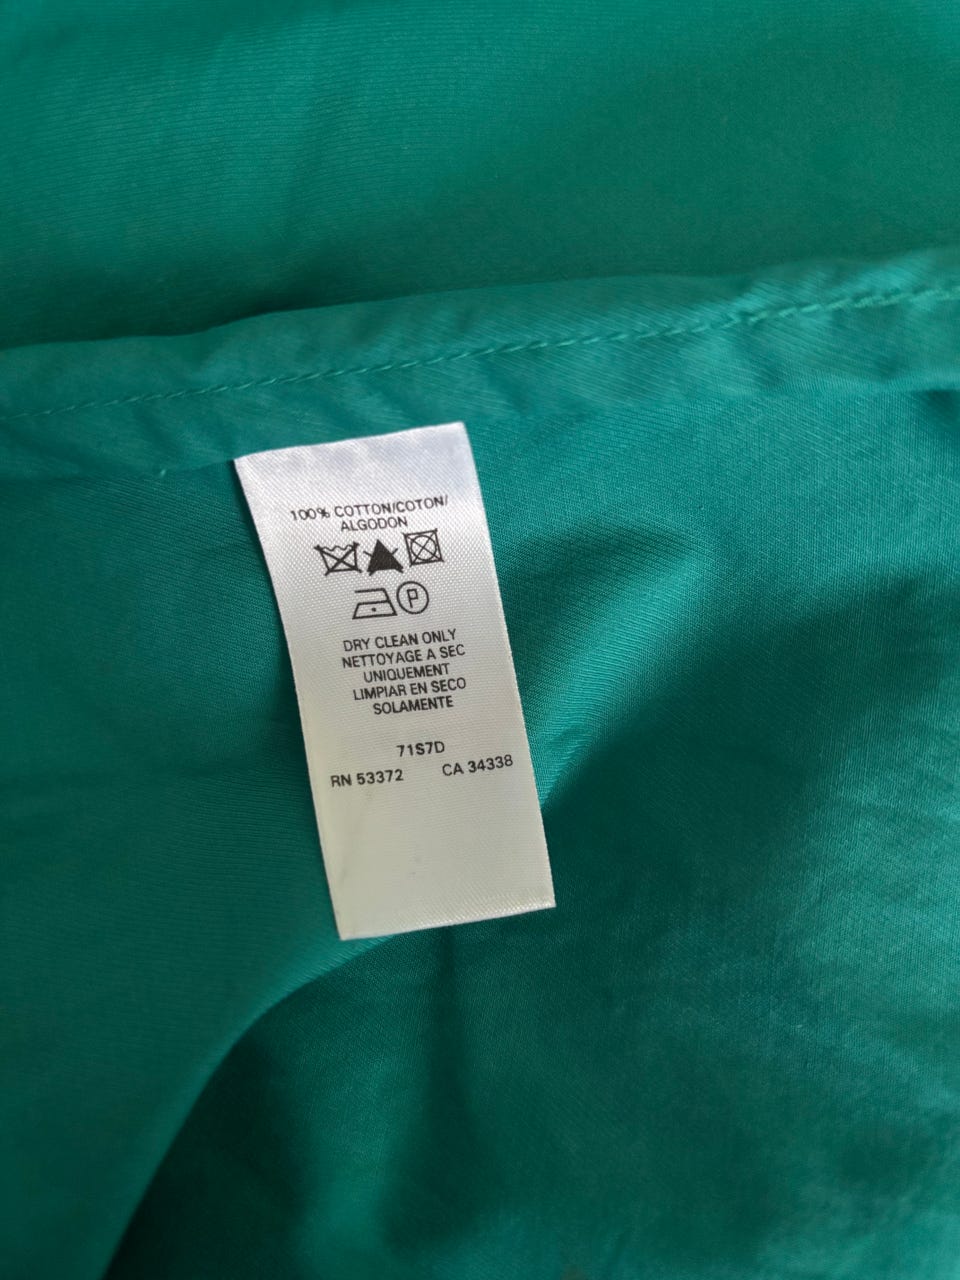 100% COTTON/COTON/
ALGODON
P
DRY CLEAN ONLY
NETTOYAGE A SEC
UNIQUEMENT
LIMPIAR EN SECO
SOLAMENTE
71S7D
RN 53372 CA 34338